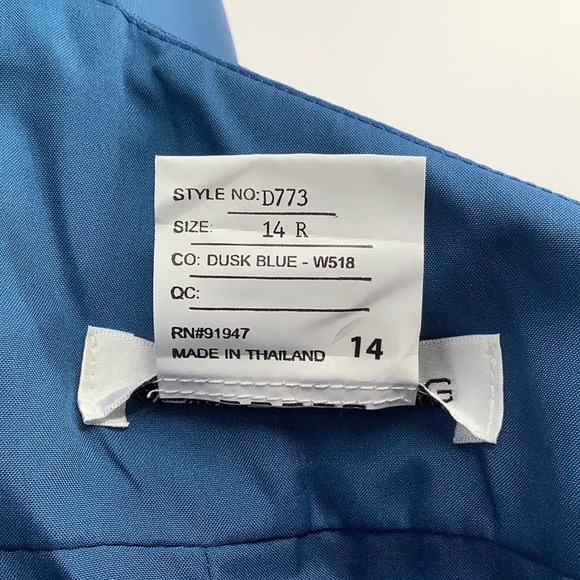 STYLE NO: D773
SIZE: 14 R
CO: DUSK BLUE - W518
QC:
RN#91947
MADE IN THAILAND 14
G